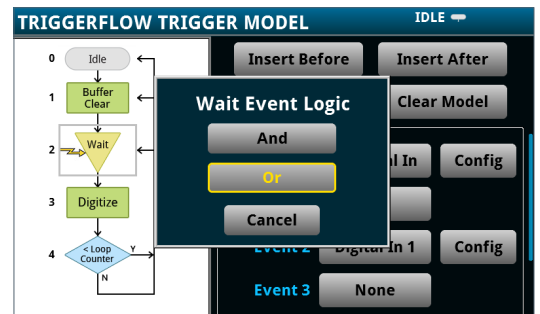 TRIGGERFLOW TRIGGER MODEL
IDLE
0
Idle
1
Buffer
Clear
2
Wait
3
Digitize
4
< Loop
Counter
Y
N
Insert Before
Insert After
Clear Model
Wait Event Logic
And
Or
Cancel
In
Config
Event 2
Digital In 1
Config
Event 3
None